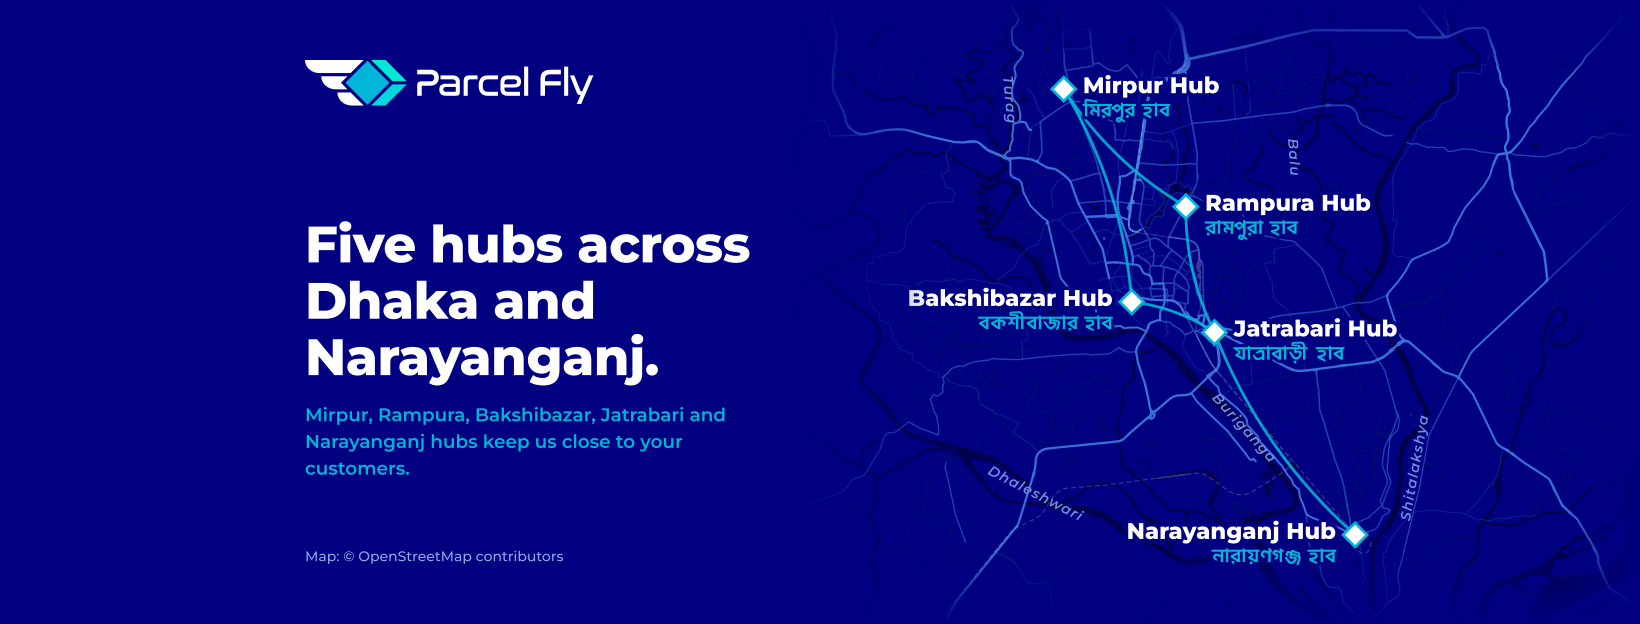 Parcel Fly
Five hubs across
Dhaka and
Narayanganj.
Mirpur, Rampura, Bakshibazar, Jatrabari and
Narayanganj hubs keep us close to your
customers.
Map: © OpenStreetMap contributors
Turag
Mirpur Hub
মিরপুর হাব
Balu
Rampura Hub
রামপুরা হাব
Bakshibazar Hub
বকশীবাজার হাব
Jatrabari Hub
যাত্রাবাড়ী হাব
Buriganga
Shitalakshya
Dhaleshwari
Narayanganj Hub
নারায়ণগঞ্জ হাব